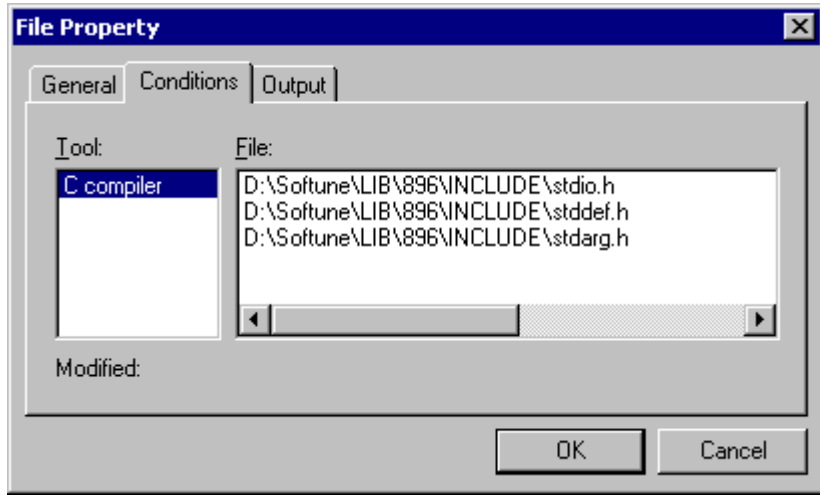 File Property
General Conditions Output
Tool: File:
C compiler D:\Softune\LIB\896\INCLUDE\stdio.h
D:\Softune\LIB\896\INCLUDE\stddef.h
D:\Softune\LIB\896\INCLUDE\stdarg.h
Modified:
OK Cancel